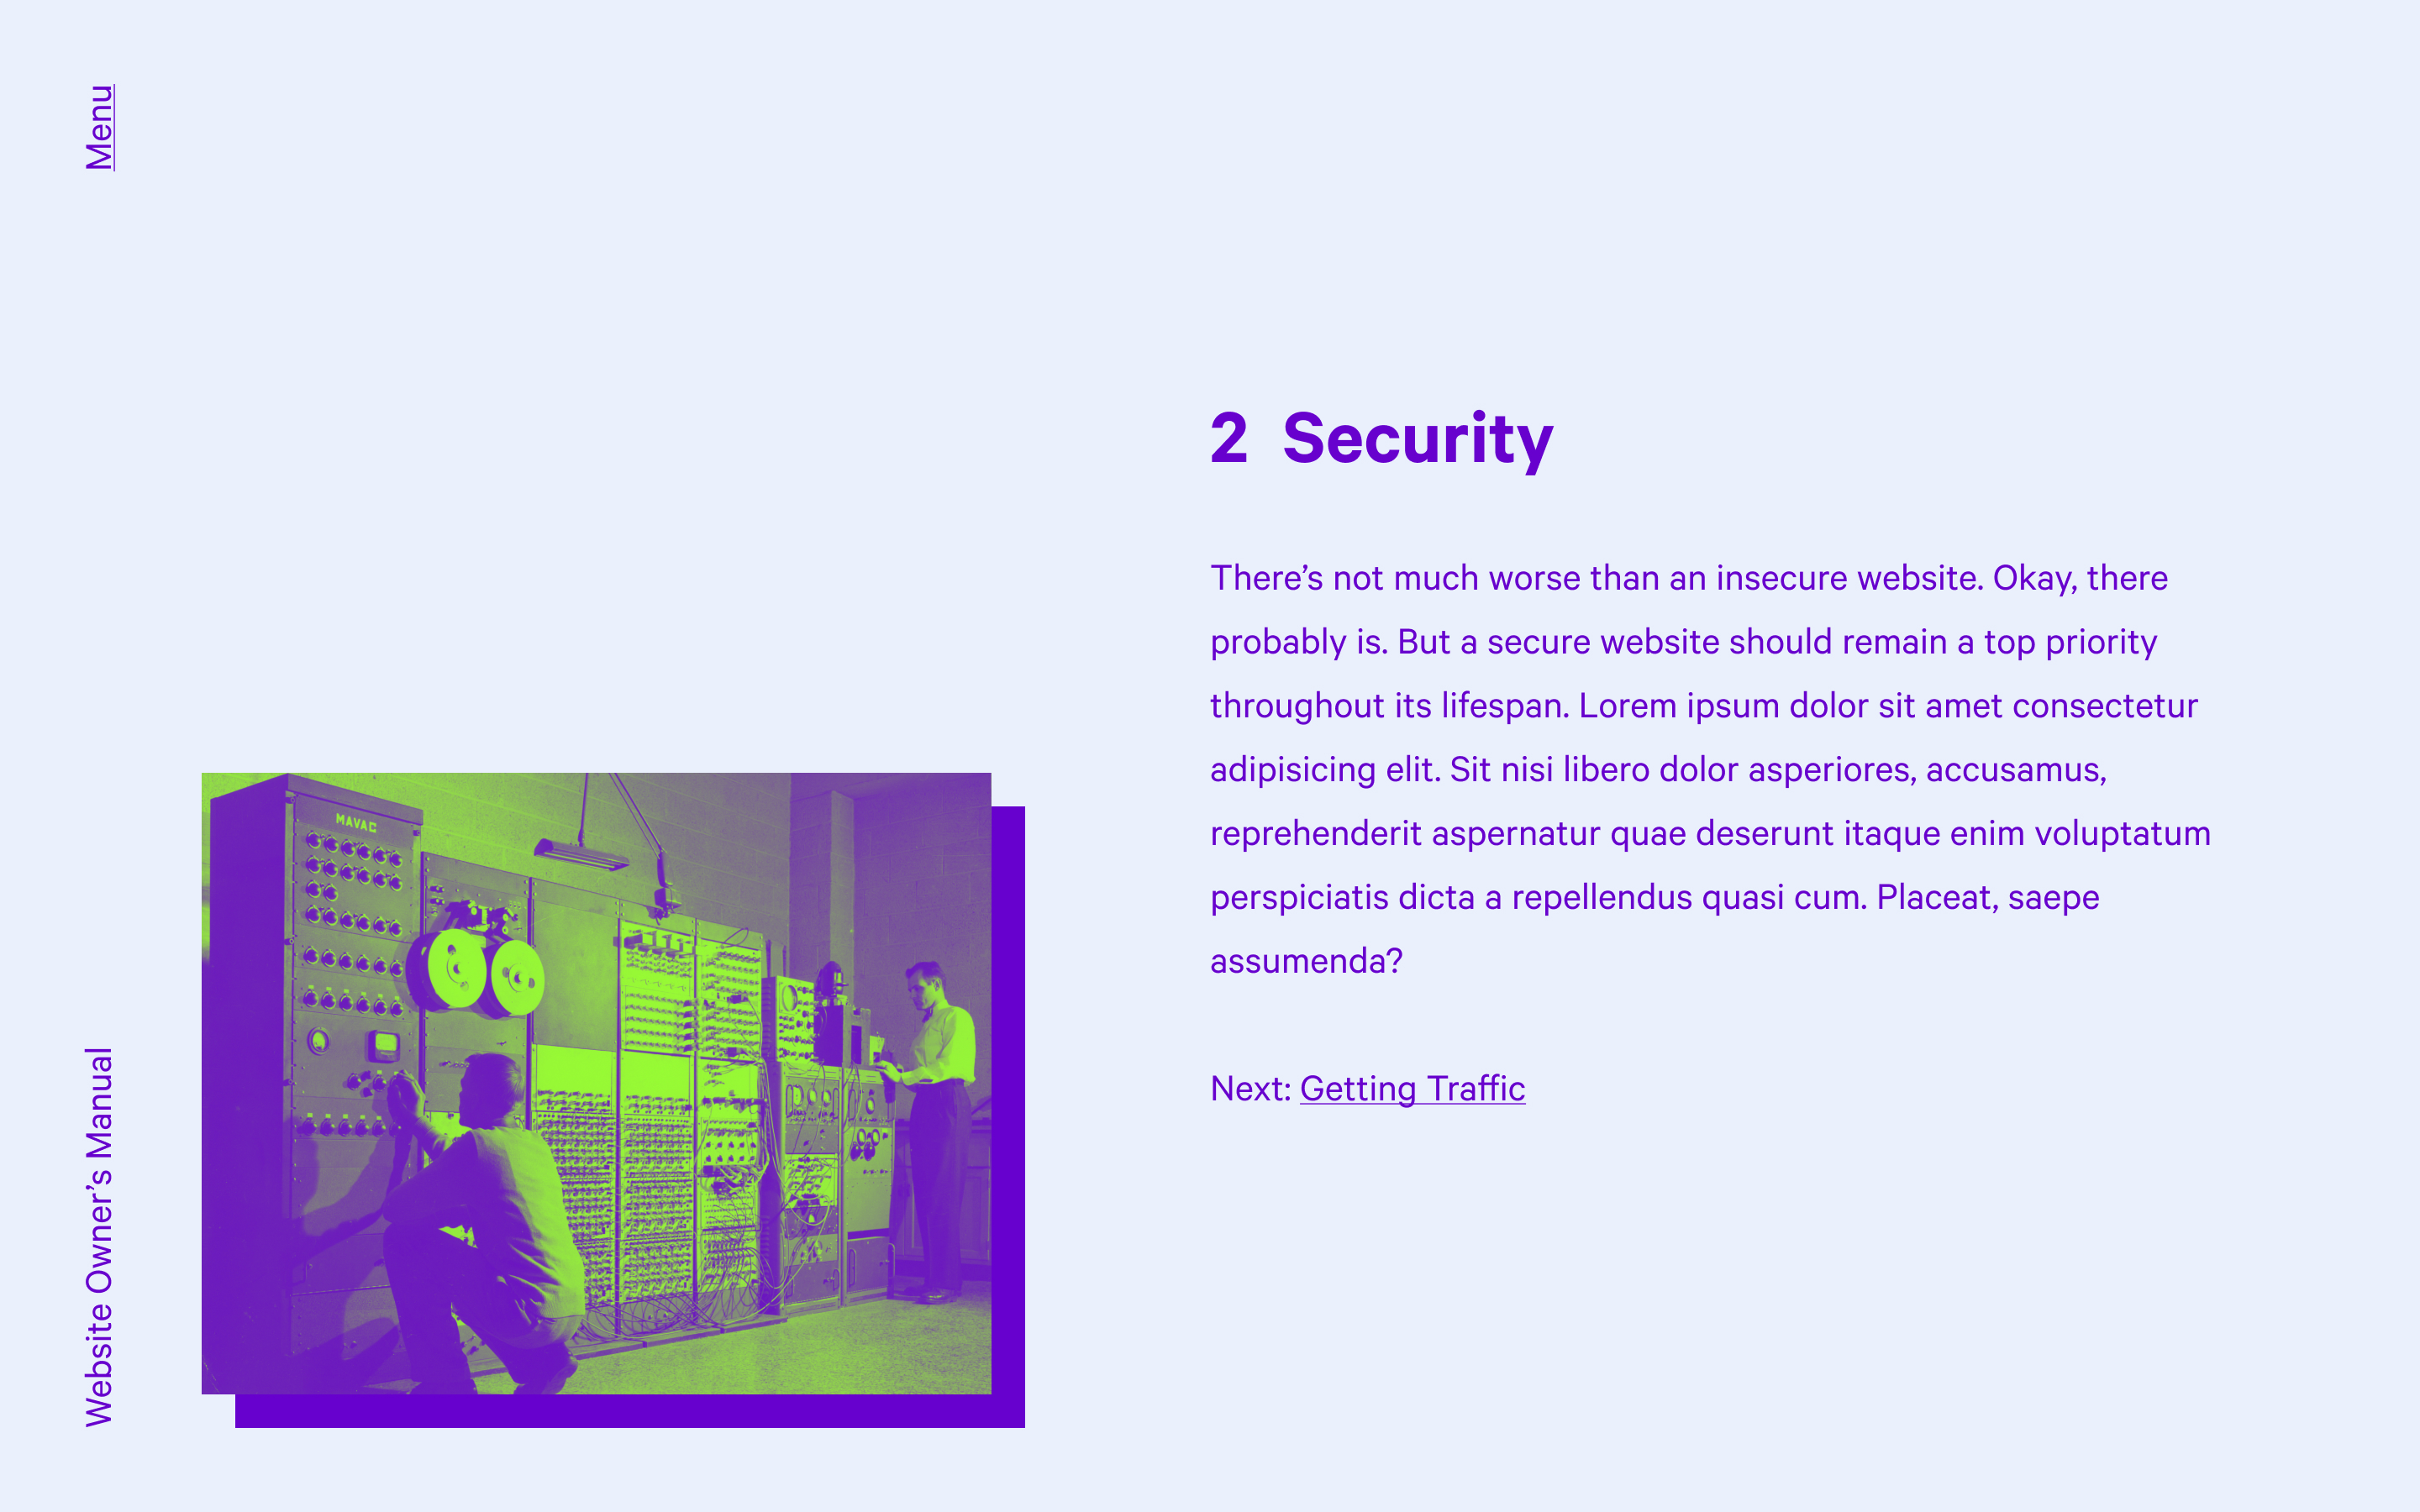 Menu
2 Security
There’s not much worse than an insecure website. Okay, there
probably is. But a secure website should remain a top priority
throughout its lifespan. Lorem ipsum dolor sit amet consectetur
adipisicing elit. Sit nisi libero dolor asperiores, accusamus,
reprehenderit aspernatur quae deserunt itaque enim voluptatum
perspiciatis dicta a repellendus quasi cum. Placeat, saepe
assumenda?
Next: Getting Traffic
MAVAC
Website Owner’s Manual